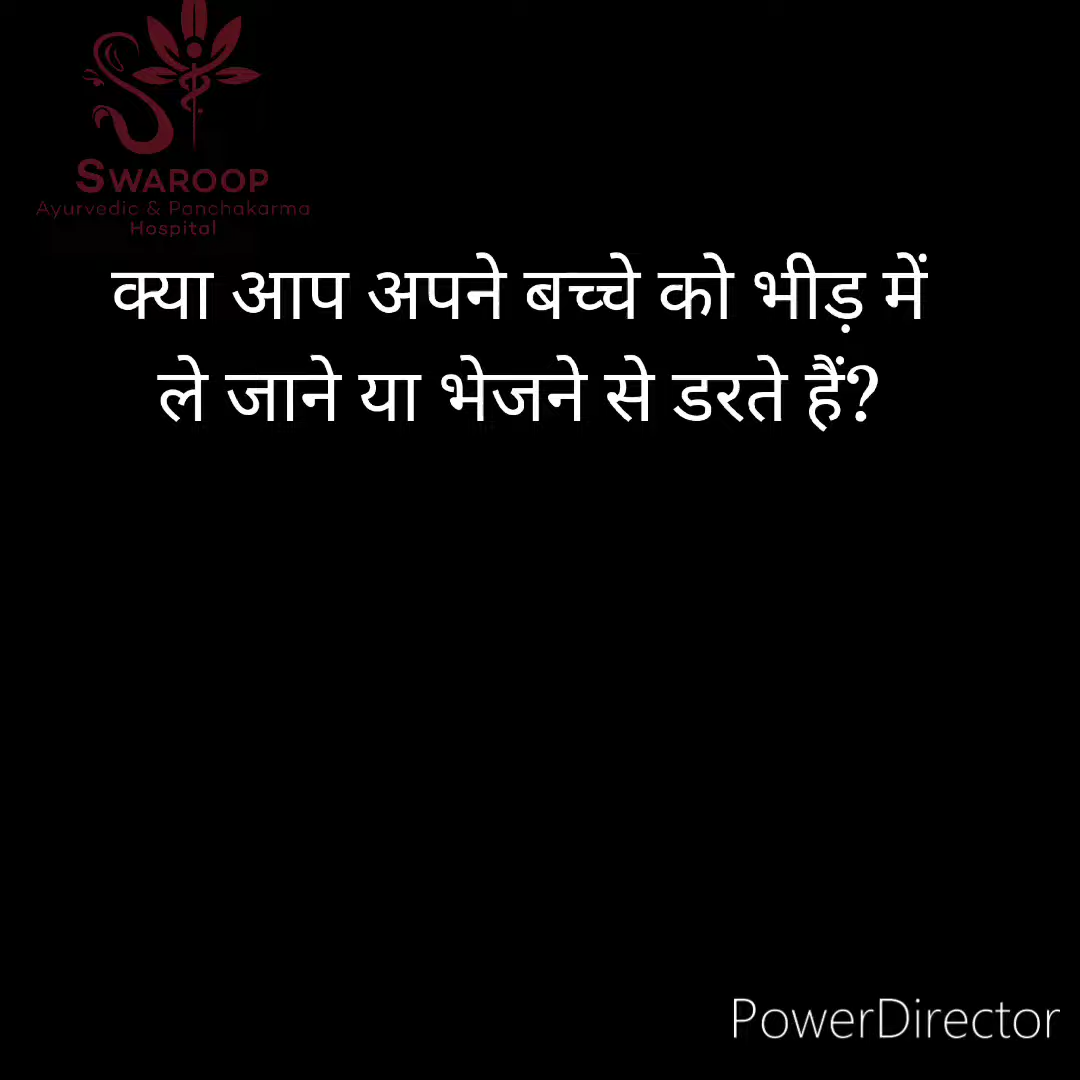 SWAROOP
Ayurvedic & Panchakarma
Hospital
क्या आप अपने बच्चे को भीड़ में
ले जाने या भेजने से डरते हैं?
PowerDirector